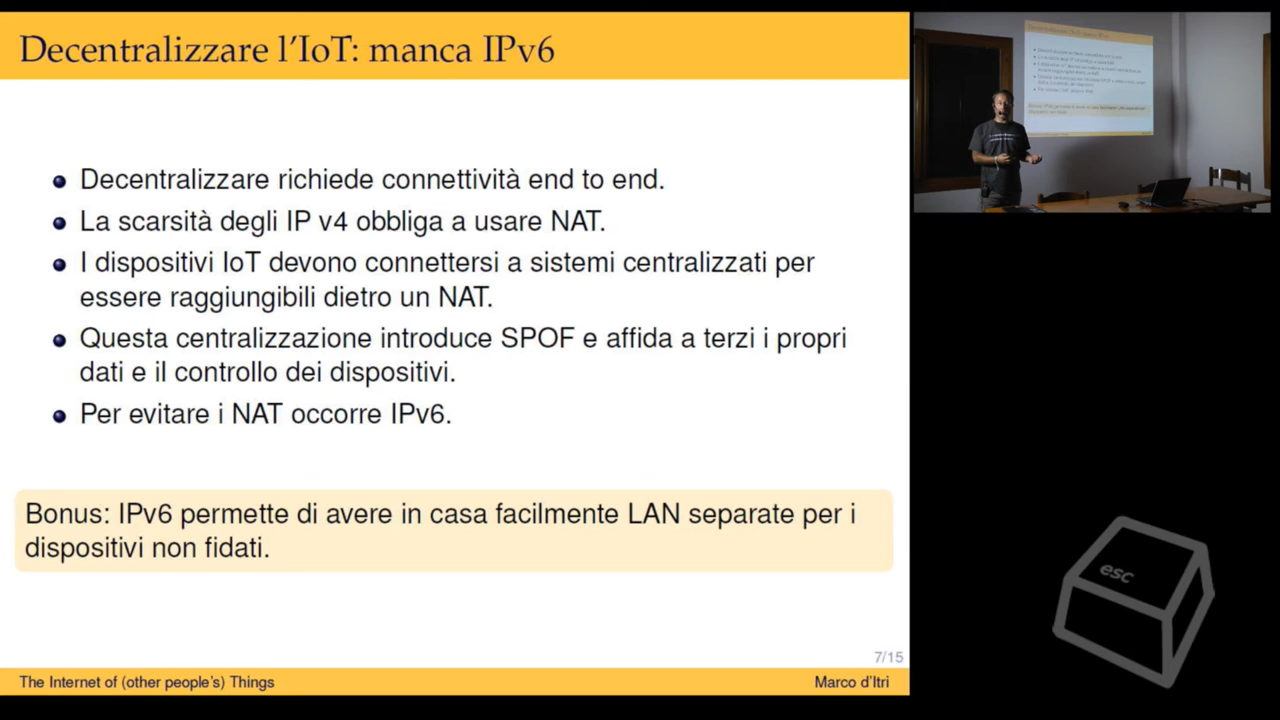 Decentralizzare l'IoT: manca IPv6
Decentralizzare richiede connettività end to end.
La scarsità degli IP v4 obbliga a usare NAT.
I dispositivi IoT devono connettersi a sistemi centralizzati per
essere raggiungibili dietro un NAT.
Questa centralizzazione introduce SPOF e affida a terzi i propri
dati e il controllo dei dispositivi.
Per evitare i NAT occorre IPv6.
Bonus: IPv6 permette di avere in casa facilmente LAN separate per i
dispositivi non fidati.
7/15
The Internet of (other people's) Things
Marco d'Itri
esc